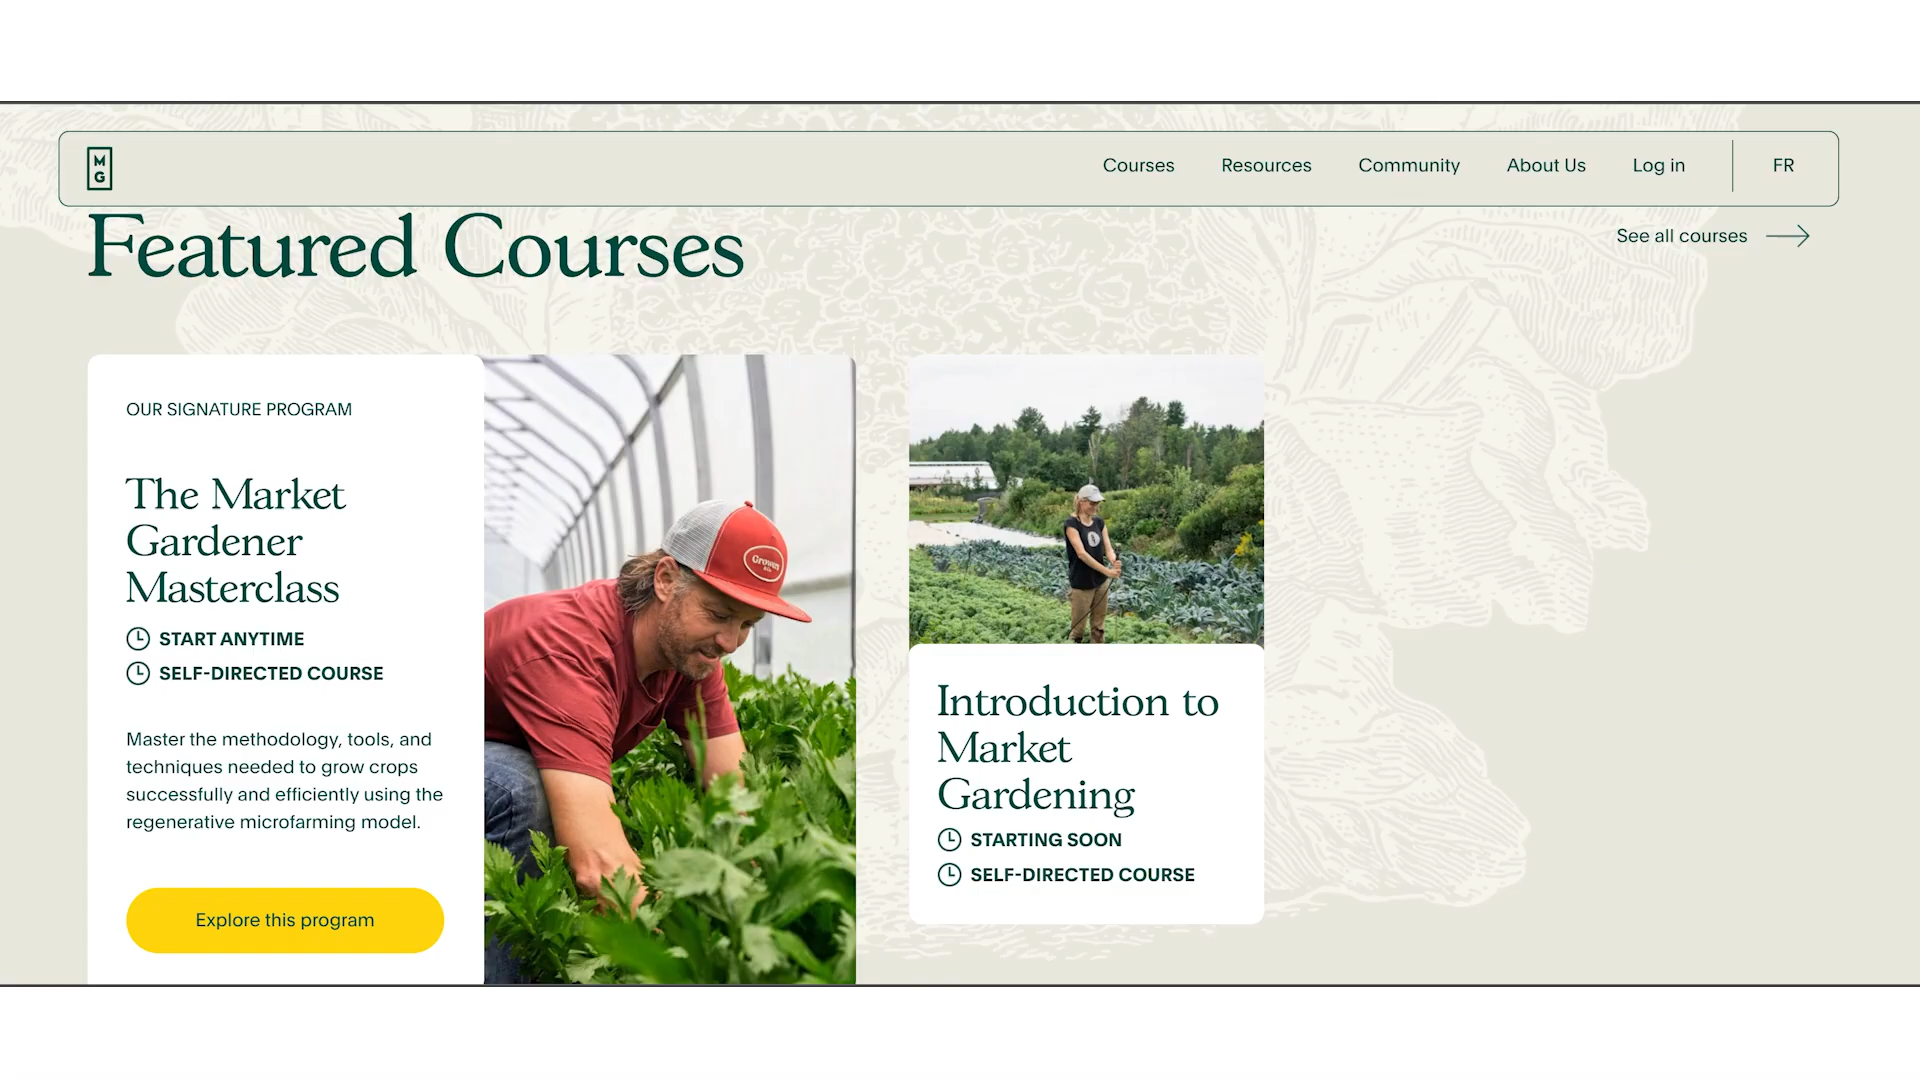 M
G
Courses
Resources
Community
About Us
Log in
FR
Featured Courses
See all courses
OUR SIGNATURE PROGRAM
The Market
Gardener
Masterclass
START ANYTIME
SELF-DIRECTED COURSE
Master the methodology, tools, and
techniques needed to grow crops
successfully and efficiently using the
regenerative microfarming model.
Explore this program
Introduction to
Market
Gardening
STARTING SOON
SELF-DIRECTED COURSE